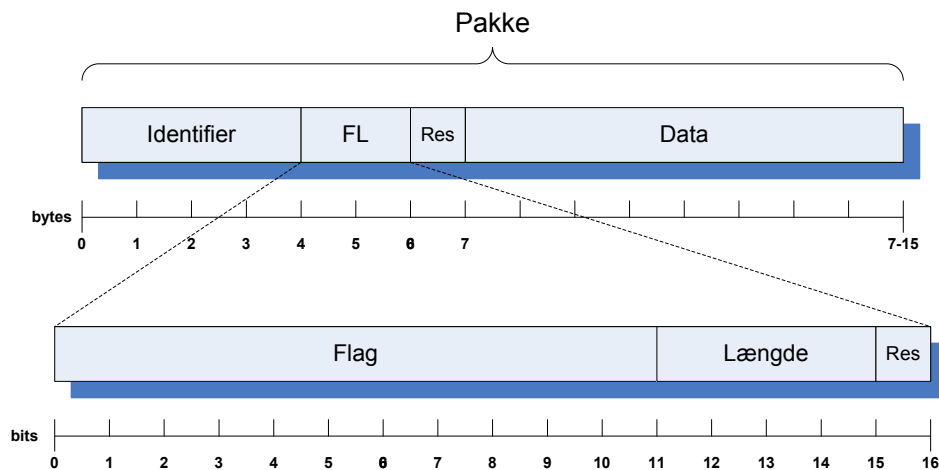 Pakke
Identifier FL Res Data
bytes
0 1 2 3 4 5 6 7 7-15
Flag Længde Res
bits
0 1 2 3 4 5 6 7 8 9 10 11 12 13 14 15 16